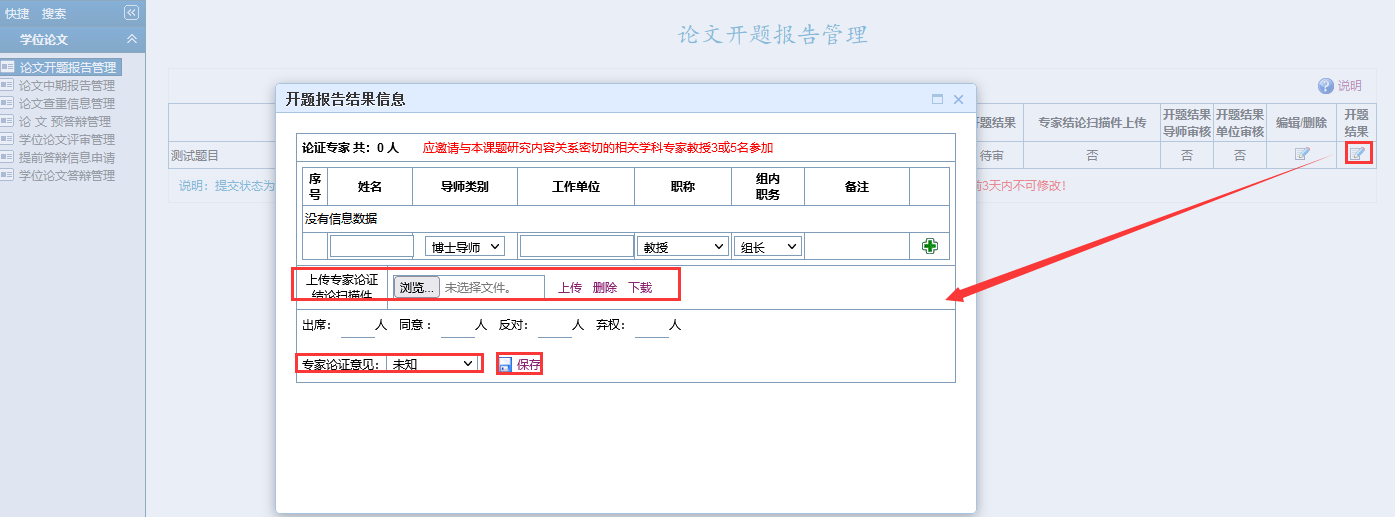 快捷 搜索
学位论文
论文开题报告管理
论文中期报告管理
论文查重信息管理
论 文 预答辩管理
学位论文评审管理
提前答辩信息申请
学位论文答辩管理
论文开题报告管理
说明
题结果 专家结论扫描件上传 开题结果导师审核 开题结果单位审核 编辑/删除 开题结果
测试题目 待审 否 否 否
说明：提交状态为
前3天内不可修改！
开题报告结果信息
论证专家 共：0 人 应邀请与本课题研究内容关系密切的相关学科专家教授3或5名参加
序号 姓名 导师类别 工作单位 职称 组内职务 备注
没有信息数据
博士导师 教授 组长
上传专家论证
结论扫描件
浏览... 未选择文件。 上传 删除 下载
出席： 人 同意： 人 反对： 人 弃权： 人
专家论证意见： 未知 保存